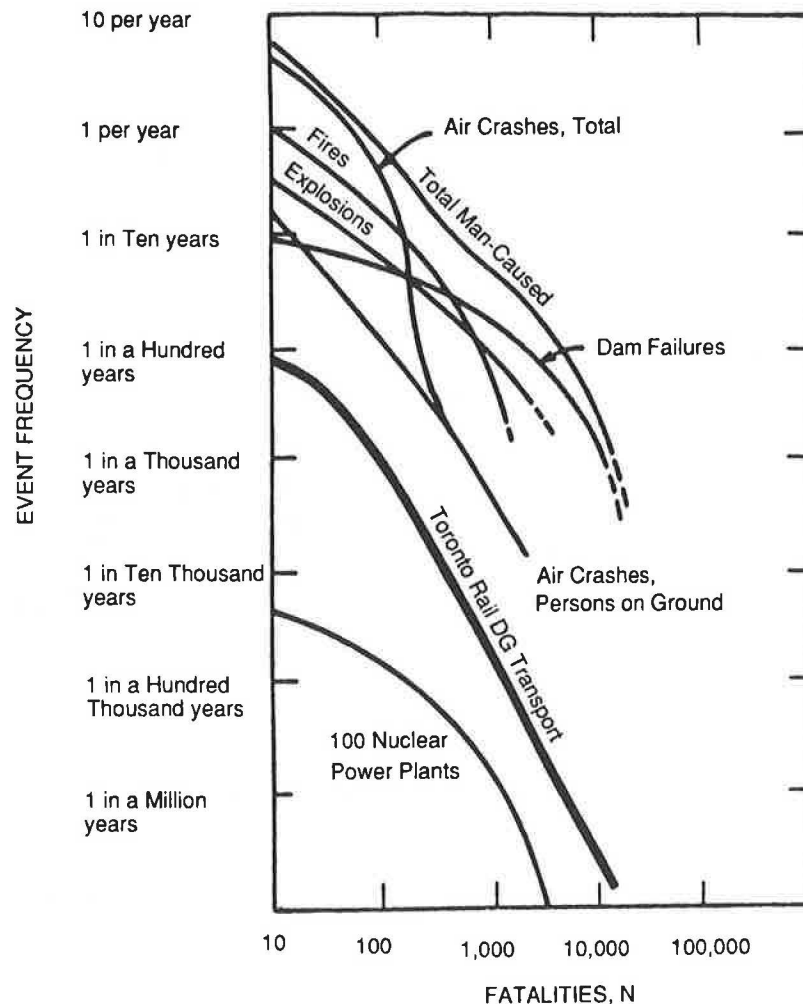 10 per year
1 per year
1 in Ten years
1 in a Hundred
years
1 in a Thousand
years
1 in Ten Thousand
years
1 in a Hundred
Thousand years
1 in a Million
years
EVENT FREQUENCY
Air Crashes, Total
Fires
Explosions
Total Man-Caused
Dam Failures
Air Crashes,
Persons on Ground
Toronto Rail DG Transport
100 Nuclear
Power Plants
10
100
1,000
10,000
100,000
FATALITIES, N